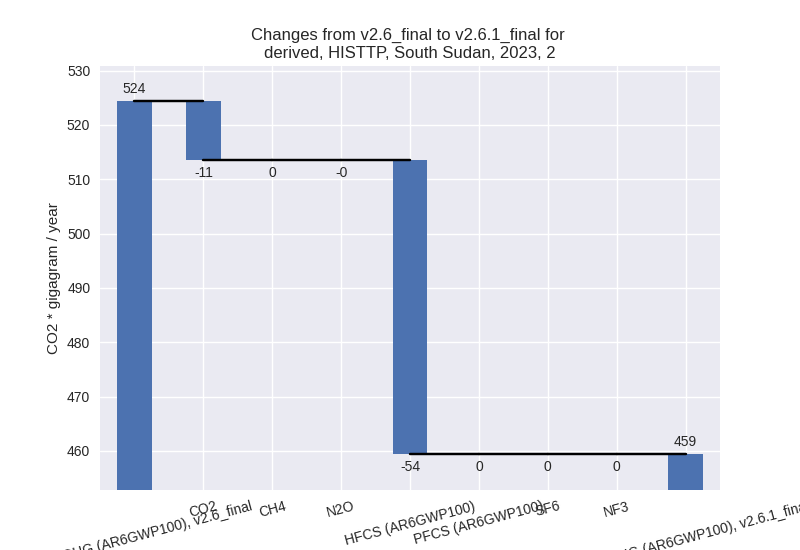 Changes from v2.6_final to v2.6.1_final for
derived, HISTTP, South Sudan, 2023, 2
CO2 * gigagram / year
530
520
510
500
490
480
470
460
524
-11
0
-0
-54
0
0
0
459
(AR6GWP100), v2.6_final
CO2
CH4
N2O
HFCS (AR6GWP100)
PFCS (AR6GWP100)
SF6
NF3
(AR6GWP100), v2.6.1_final